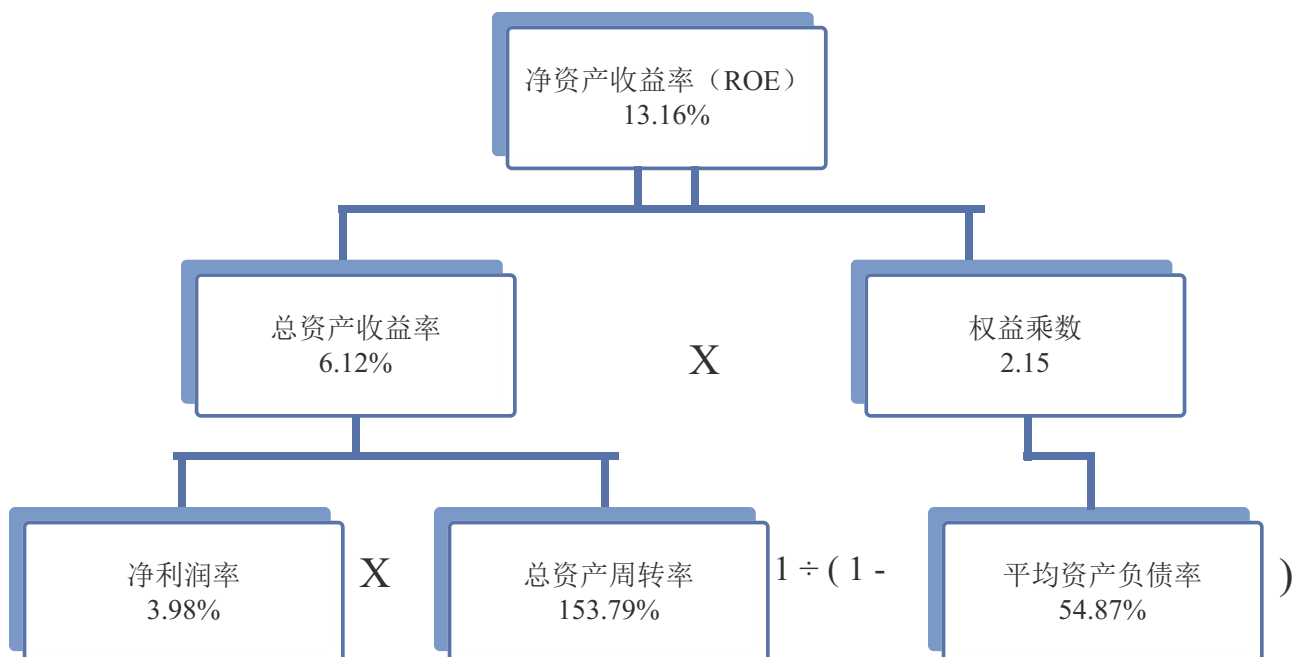 净资产收益率（ROE）
13.16%
总资产收益率
6.12%
X
权益乘数
2.15
净利润率
3.98%
X
总资产周转率
153.79%
1 ÷ ( 1 -
平均资产负债率
54.87%
)